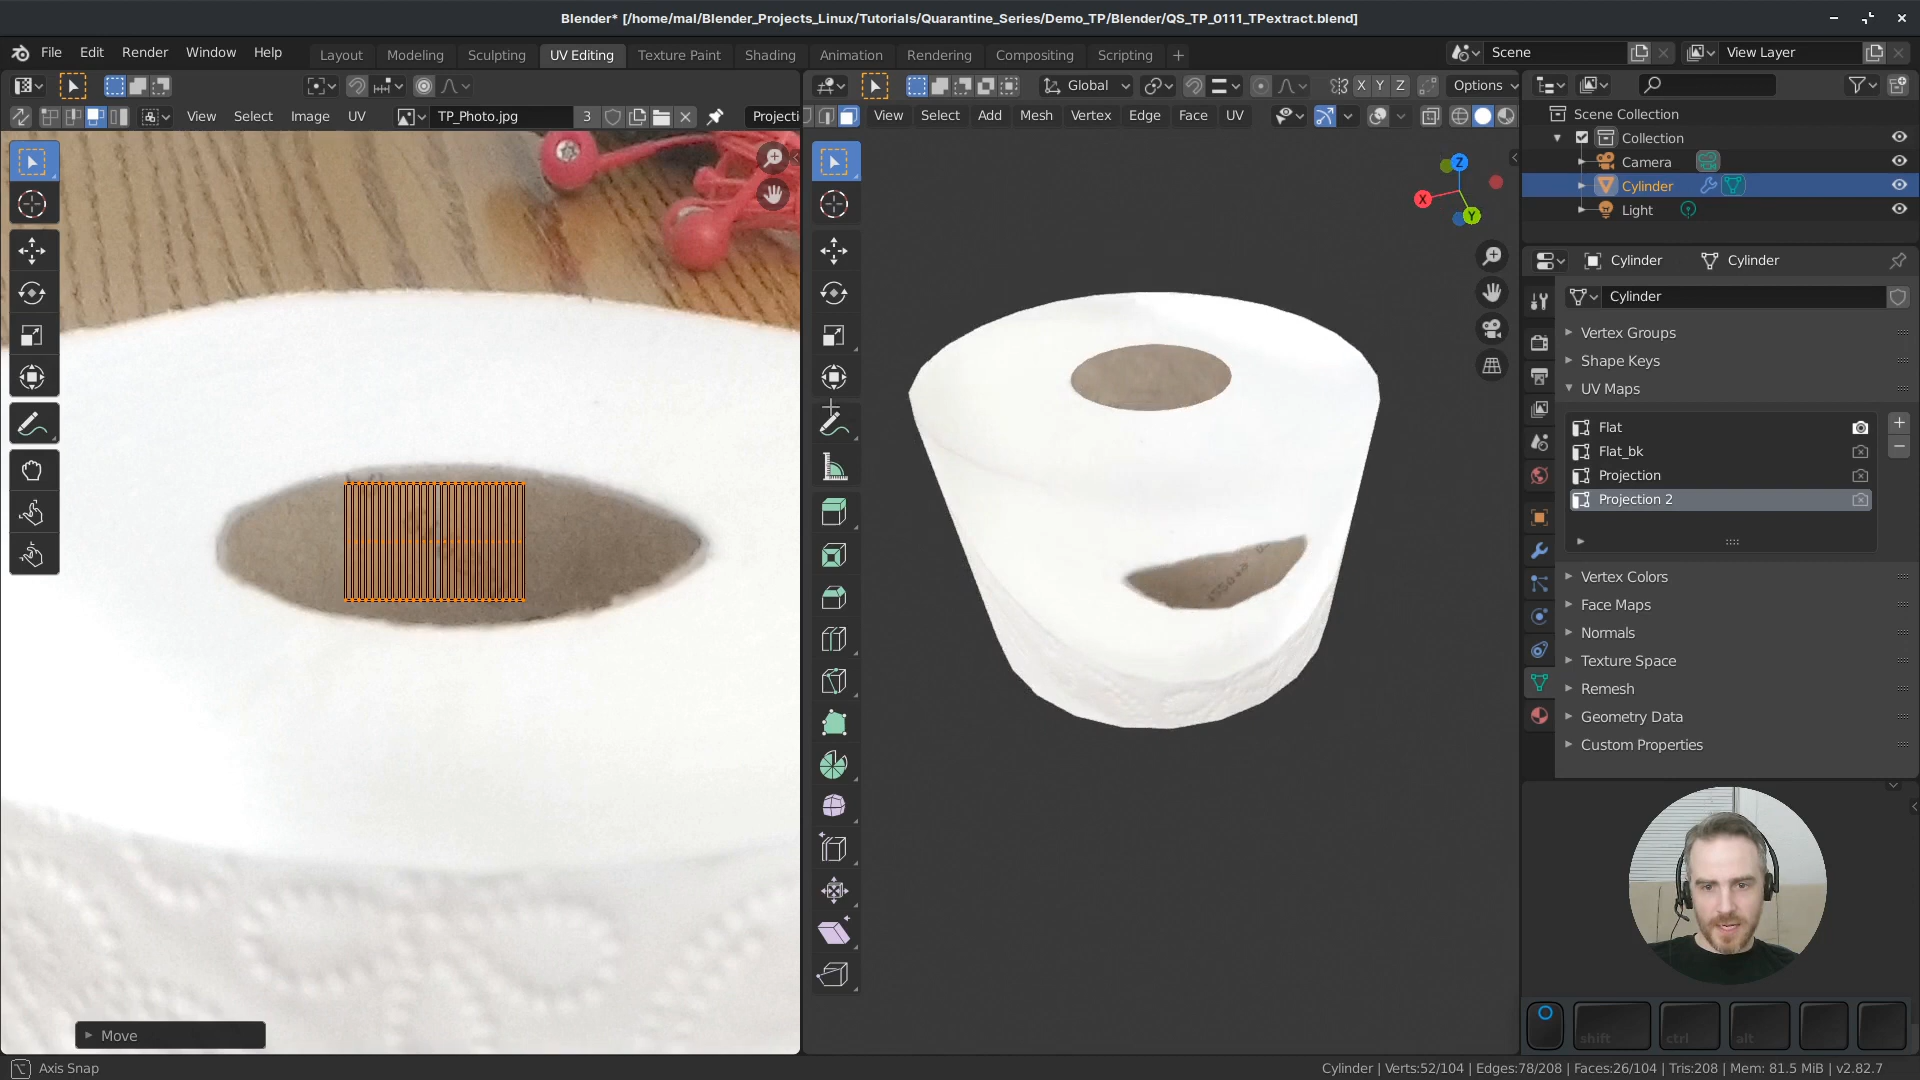 Blender* [/home/mal/Blender_Projects_Linux/Tutorials/Quarantine_Series/Demo_TP/Blender/QS_TP_0111_TPextract.blend]
File Edit Render Window Help
Layout Modeling Sculpting UV Editing Texture Paint Shading Animation Rendering Compositing Scripting +
Scene
View Layer
Global
X Y Z
Options
View Select Image UV
TP_Photo.jpg
3
Projecti
View Select Add Mesh Vertex Edge Face UV
Scene Collection
Collection
Camera
Cylinder
Light
Z
X
Y
Cylinder
Cylinder
Cylinder
Vertex Groups
Shape Keys
UV Maps
Flat
Flat_bk
Projection
Projection 2
Vertex Colors
Face Maps
Normals
Texture Space
Remesh
Geometry Data
Custom Properties
Move
shift
ctrl
alt
Axis Snap
Cylinder | Verts:52/104 | Edges:78/208 | Faces:26/104 | Tris:208 | Mem: 81.5 MiB | v2.82.7